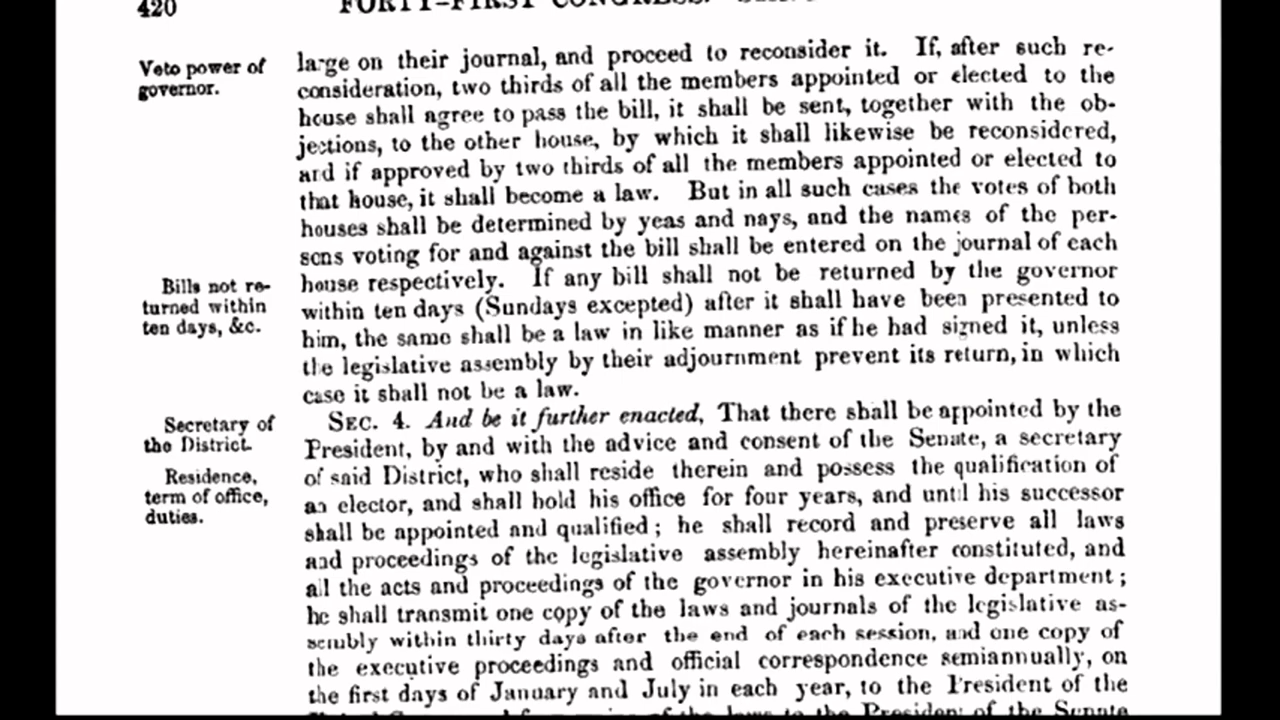 420 FORTY-FIRST CONGRESS.
Veto power of
governor.
large on their journal, and proceed to reconsider it. If, after such re-
consideration, two thirds of all the members appointed or elected to the
house shall agree to pass the bill, it shall be sent, together with the ob-
jections, to the other house, by which it shall likewise be reconsidered,
and if approved by two thirds of all the members appointed or elected to
that house, it shall become a law. But in all such cases the votes of both
houses shall be determined by yeas and nays, and the names of the per-
sons voting for and against the bill shall be entered on the journal of each
Bills not re-
turned within
ten days, &c.
house respectively. If any bill shall not be returned by the governor
within ten days (Sundays excepted) after it shall have been presented to
him, the same shall be a law in like manner as if he had signed it, unless
the legislative assembly by their adjournment prevent its return, in which
case it shall not be a law.
Secretary of
the District.
Residence,
term of office,
duties.
SEC. 4. And be it further enacted, That there shall be appointed by the
President, by and with the advice and consent of the Senate, a secretary
of said District, who shall reside therein and possess the qualification of
an elector, and shall hold his office for four years, and until his successor
shall be appointed and qualified; he shall record and preserve all laws
and proceedings of the legislative assembly hereinafter constituted, and
all the acts and proceedings of the governor in his executive department;
he shall transmit one copy of the laws and journals of the legislative as-
sembly within thirty days after the end of each session, and one copy of
the executive proceedings and official correspondence semiannually, on
the first days of January and July in each year, to the President of the
of the laws to the President of the Senate